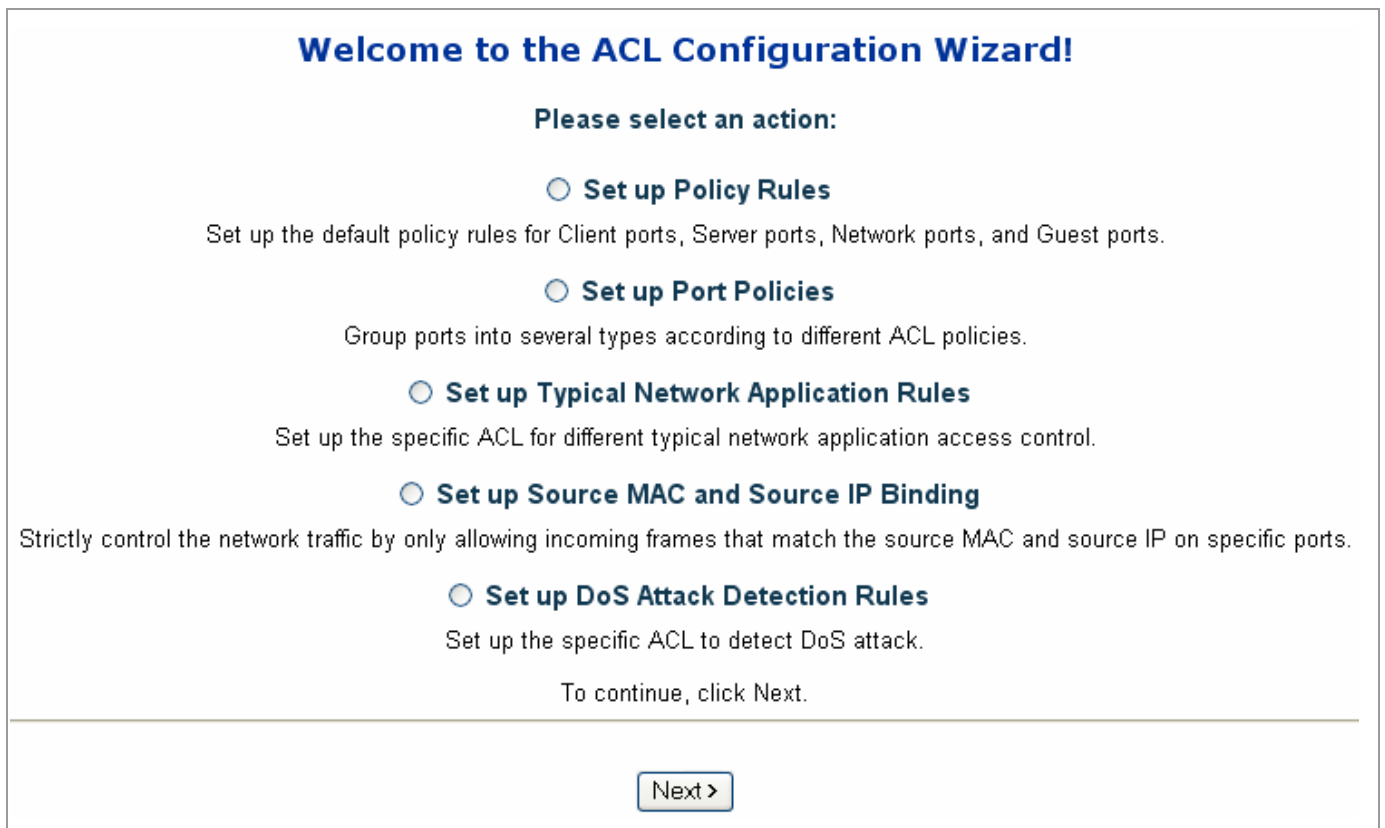 Welcome to the ACL Configuration Wizard!
Please select an action:
Set up Policy Rules
Set up the default policy rules for Client ports, Server ports, Network ports, and Guest ports.
Set up Port Policies
Group ports into several types according to different ACL policies.
Set up Typical Network Application Rules
Set up the specific ACL for different typical network application access control.
Set up Source MAC and Source IP Binding
Strictly control the network traffic by only allowing incoming frames that match the source MAC and source IP on specific ports.
Set up DoS Attack Detection Rules
Set up the specific ACL to detect DoS attack.
To continue, click Next.
Next >